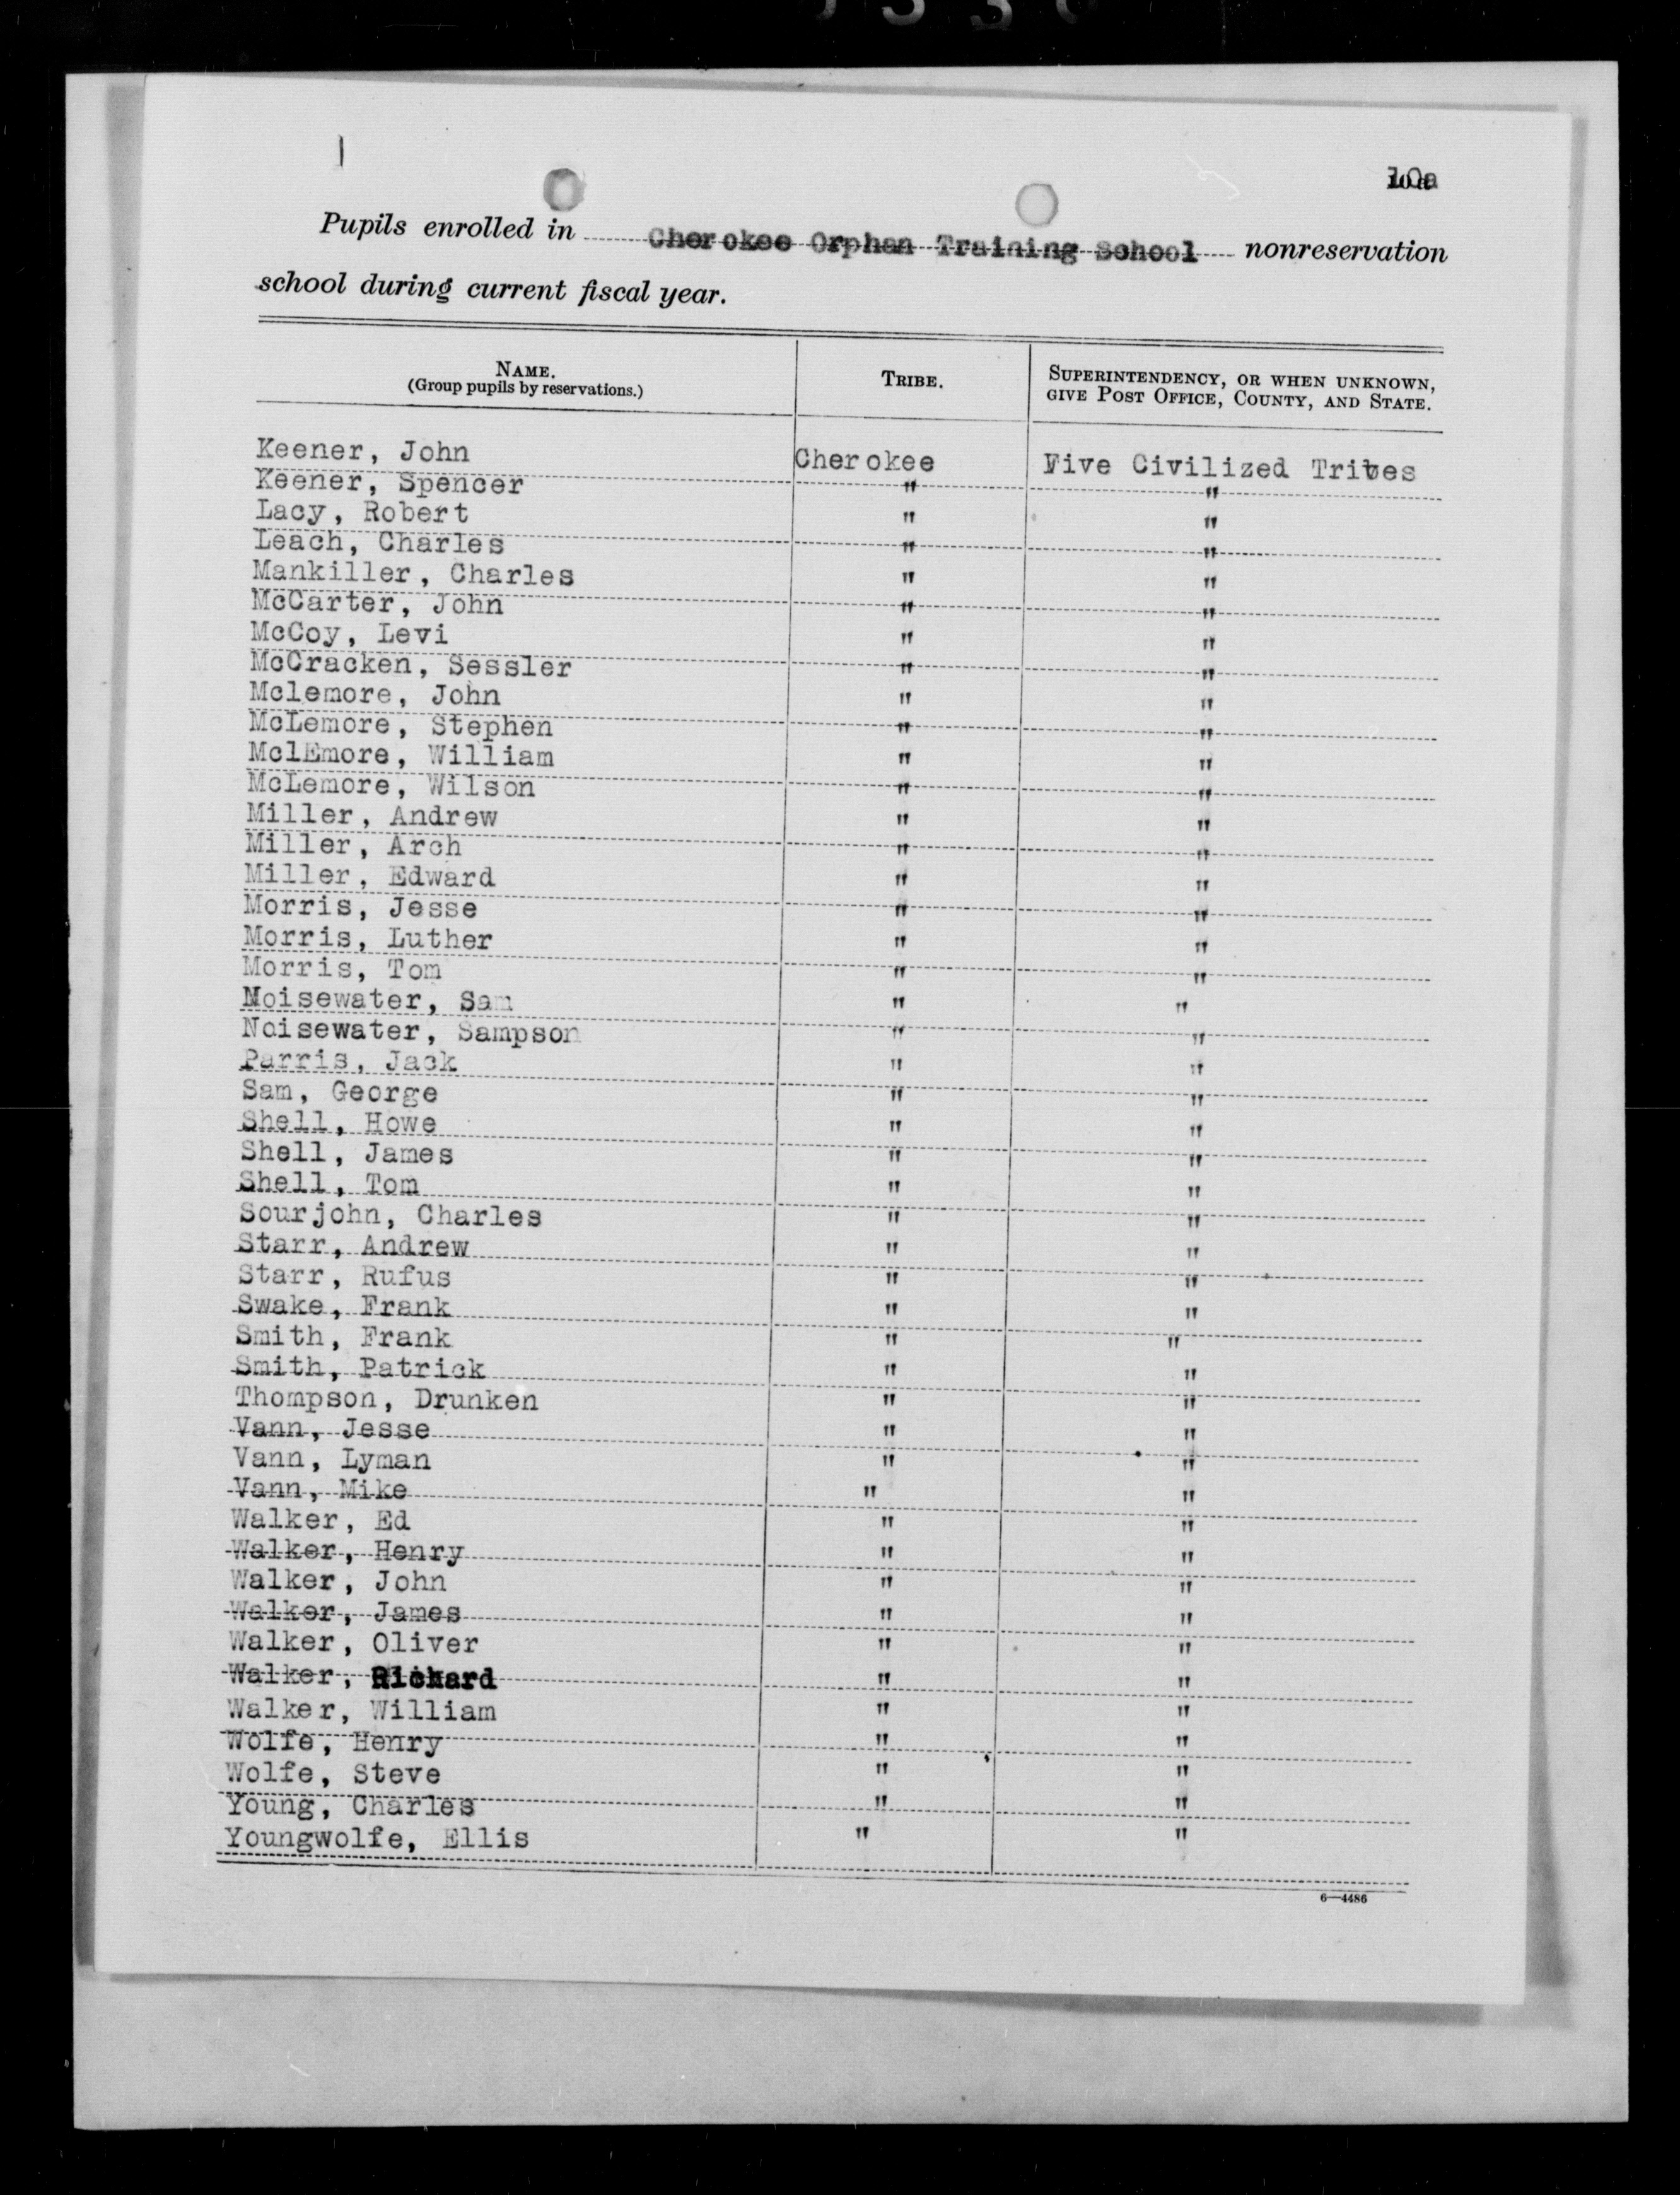 10a
Pupils enrolled in Cherokee Orphan Training School nonreservation
school during current fiscal year.
NAME. TRIBE. SUPERINTENDENCY, OR WHEN UNKNOWN,
(Group pupils by reservations.) GIVE POST OFFICE, COUNTY, AND STATE.
Keener, John Cherokee Five Civilized Tribes
Keener, Spencer " "
Lacy, Robert " "
Leach, Charles " "
Mankiller, Charles " "
McCarter, John " "
McCoy, Levi " "
McCracken, Sessler " "
Mclemore, John " "
McLemore, Stephen " "
MclEmore, William " "
McLemore, Wilson " "
Miller, Andrew " "
Miller, Arch " "
Miller, Edward " "
Morris, Jesse " "
Morris, Luther " "
Morris, Tom " "
Noisewater, Sam " "
Noisewater, Sampson " "
Parris, Jack " "
Sam, George " "
Shell, Howe " "
Shell, James " "
Shell, Tom " "
Sourjohn, Charles " "
Starr, Andrew " "
Starr, Rufus " "
Swake, Frank " "
Smith, Frank " "
Smith, Patrick " "
Thompson, Drunken " "
Vann, Jesse " "
Vann, Lyman " "
Vann, Mike " "
Walker, Ed " "
Walker, Henry " "
Walker, John " "
Walker, James " "
Walker, Oliver " "
Walker, Richard " "
Walker, William " "
Wolfe, Henry " "
Wolfe, Steve " "
Young, Charles " "
Youngwolfe, Ellis " "
6—4486